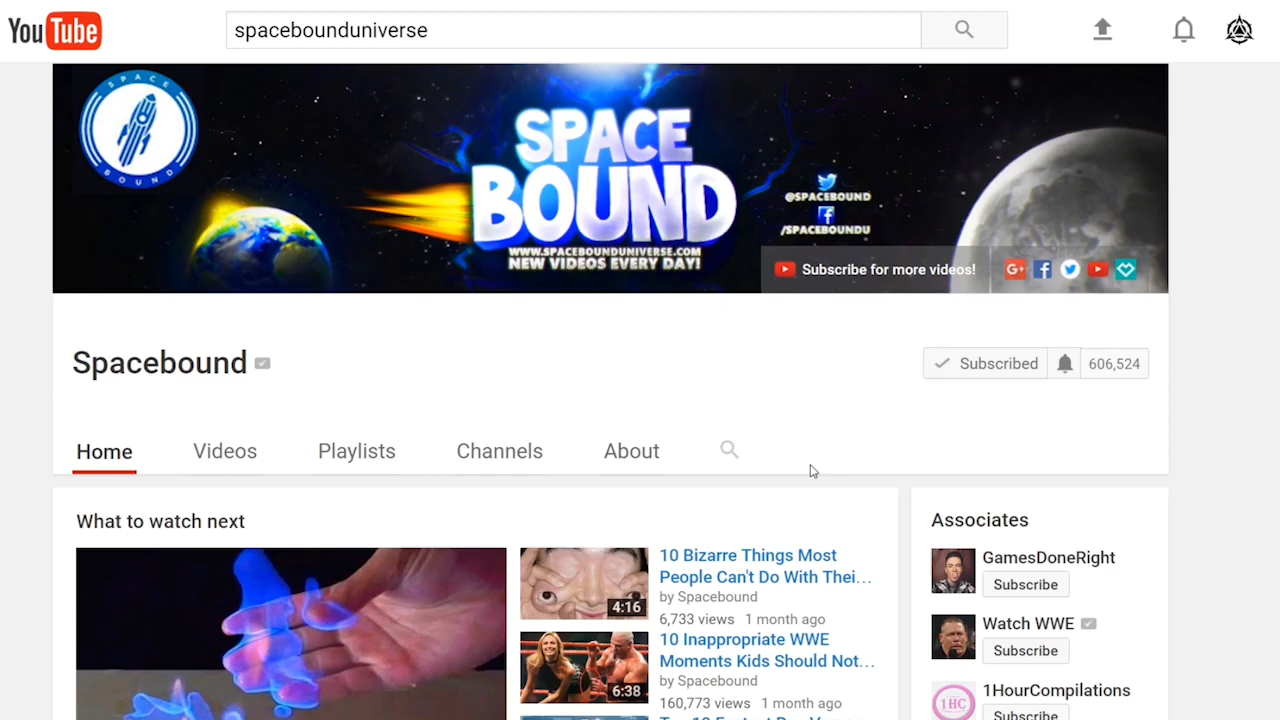 YouTube
spacebounduniverse
SPACE
BOUND
SPACE
BOUND
WWW.SPACEBOUNDUNIVERSE.COM
NEW VIDEOS EVERY DAY!
@SPACEBOUND
/SPACEBOUNDU
Subscribe for more videos!
G+
Spacebound
Subscribed
606,524
Home
Videos
Playlists
Channels
About
What to watch next
4:16
10 Bizarre Things Most
People Can't Do With Thei...
by Spacebound
6,733 views 1 month ago
6:38
10 Inappropriate WWE
Moments Kids Should Not...
by Spacebound
160,773 views 1 month ago
Associates
GamesDoneRight
Subscribe
Watch WWE
Subscribe
1HC
1HourCompilations
Subscribe